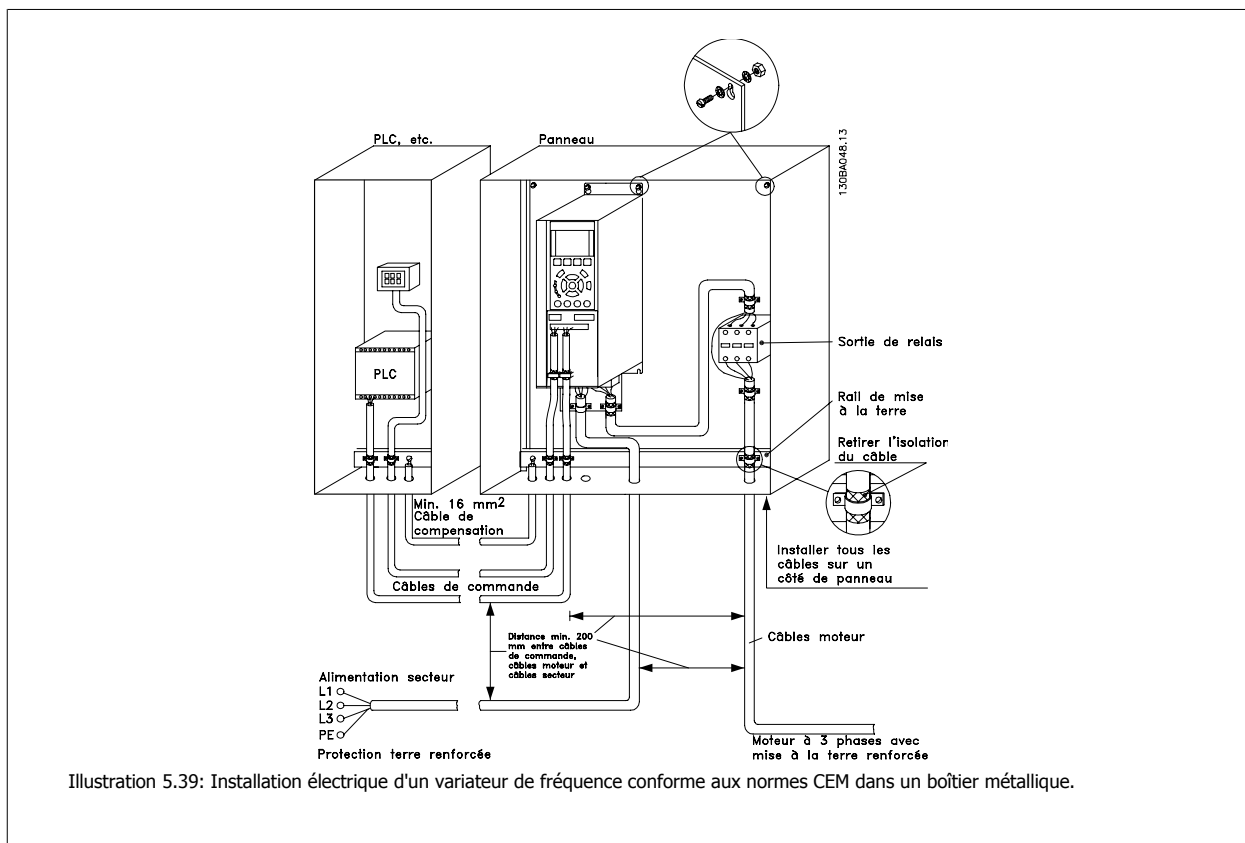 PLC, etc.
Panneau
130BA048.13
PLC
Sortie de relais
Rail de mise
à la terre
Retirer l'isolation
du câble
Min. 16 mm2
Câble de
compensation
Installer tous les
câbles sur un
côté de panneau
Câbles de commande
Distance min. 200
mm entre câbles
de commande,
câbles moteur et
câbles secteur
Câbles moteur
Alimentation secteur
L1
L2
L3
PE
Protection terre renforcée
Moteur à 3 phases avec
mise à la terre renforcée
Illustration 5.39: Installation électrique d'un variateur de fréquence conforme aux normes CEM dans un boîtier métallique.